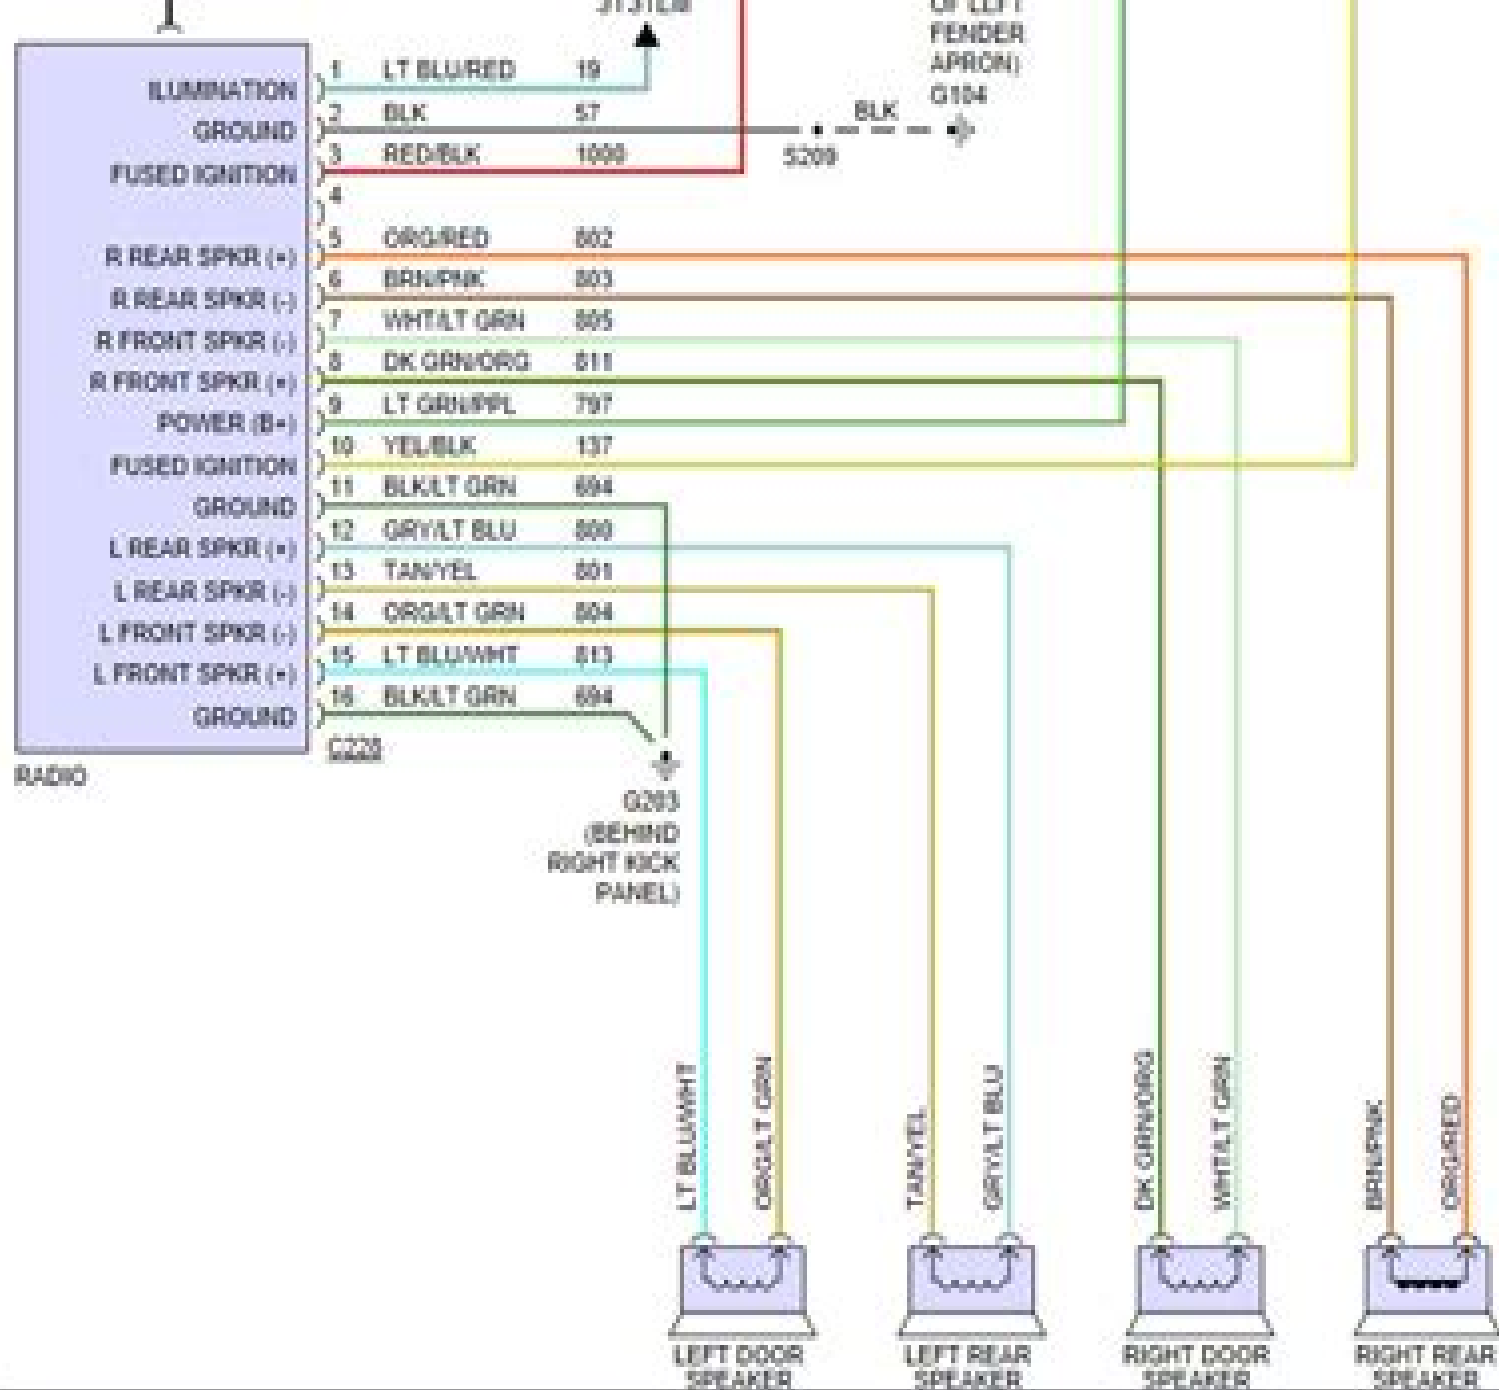 OF LEFT
FENDER
APRON)
G104
ILUMINATION
1 LT BLU/RED 19
GROUND
2 BLK 57
BLK
S209
FUSED IGNITION
3 RED/BLK 1000
4
R REAR SPKR (+)
5 ORG/RED 802
R REAR SPKR (-)
6 BRN/PNK 803
R FRONT SPKR (-)
7 WHT/LT GRN 805
R FRONT SPKR (+)
8 DK GRN/ORG 811
POWER (B+)
9 LT GRN/PPL 797
FUSED IGNITION
10 YEL/BLK 137
GROUND
11 BLK/LT GRN 694
L REAR SPKR (+)
12 GRY/LT BLU 800
L REAR SPKR (-)
13 TAN/YEL 801
L FRONT SPKR (-)
14 ORG/LT GRN 804
L FRONT SPKR (+)
15 LT BLU/WHT 813
GROUND
16 BLK/LT GRN 694
C228
RADIO
G203
(BEHIND
RIGHT KICK
PANEL)
LT BLU/WHT
ORG/LT GRN
TAN/YEL
GRY/LT BLU
DK GRN/ORG
WHT/LT GRN
BRN/PNK
ORG/RED
LEFT DOOR
SPEAKER
LEFT REAR
SPEAKER
RIGHT DOOR
SPEAKER
RIGHT REAR
SPEAKER